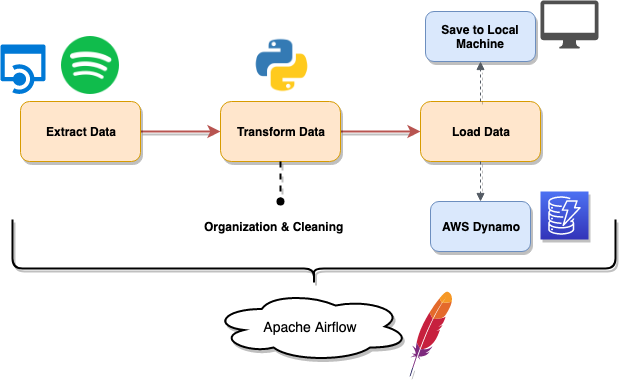 Save to Local
Machine
Extract Data
Transform Data
Load Data
Organization & Cleaning
AWS Dynamo
Apache Airflow